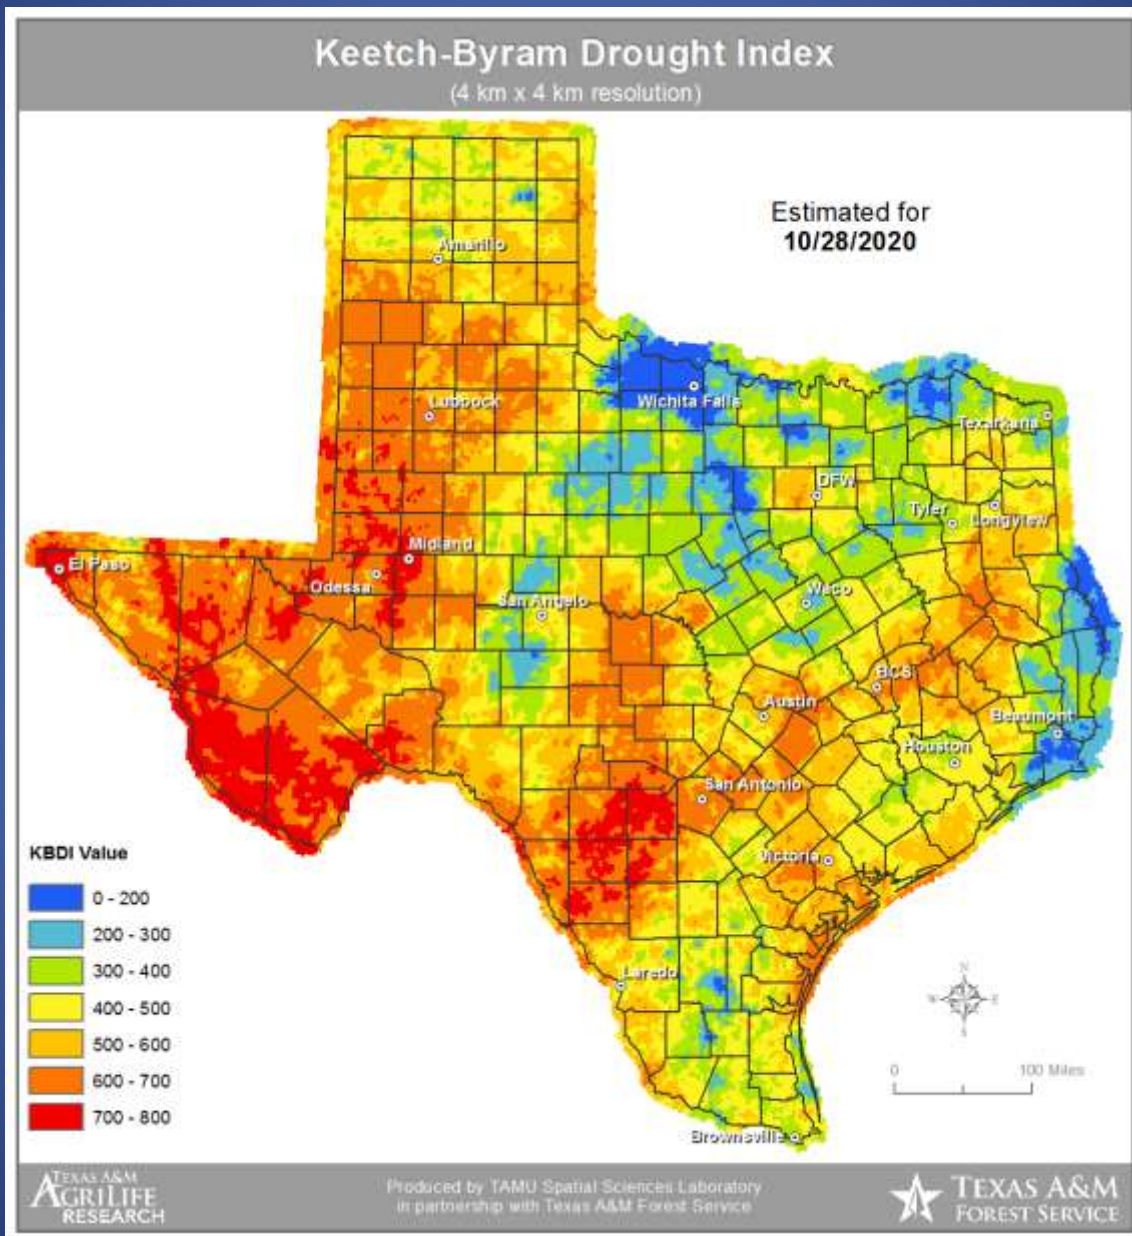 Keetch-Byram Drought Index
(4 km x 4 km resolution)
Estimated for
10/28/2020
Amarillo
Wichita Falls
Lubbock
Texarkana
DFW
Tyler
Longview
Midland
El Paso
Odessa
San Angelo
Waco
BCS
Austin
Beaumont
Houston
San Antonio
Victoria
Laredo
Brownsville
KBDI Value
0 - 200
200 - 300
300 - 400
400 - 500
500 - 600
600 - 700
700 - 800
N
W
E
S
0 100 Miles
TEXAS A&M
AGRILIFE
RESEARCH
Produced by TAMU Spatial Sciences Laboratory
in partnership with Texas A&M Forest Service
TEXAS A&M
FOREST SERVICE